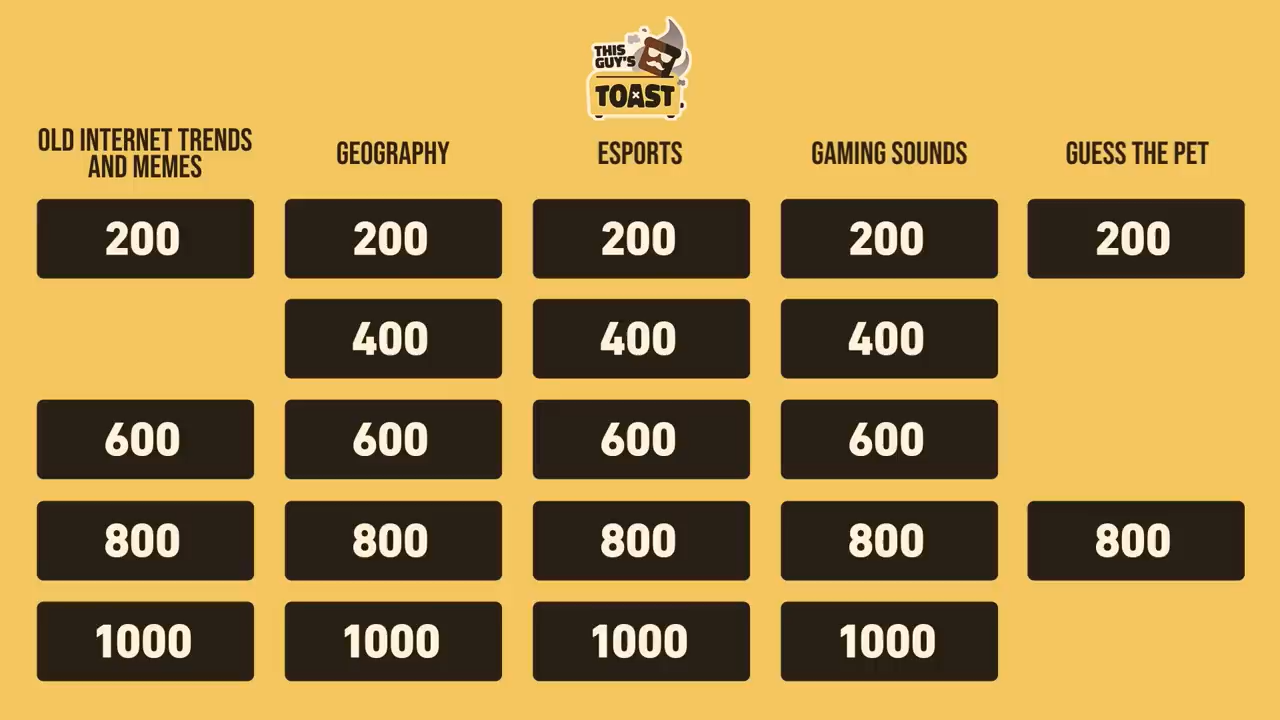 THIS
GUY'S
TOAST
OLD INTERNET TRENDS
AND MEMES
GEOGRAPHY
ESPORTS
GAMING SOUNDS
GUESS THE PET
200
200
200
200
200
400
400
400
600
600
600
600
800
800
800
800
800
1000
1000
1000
1000